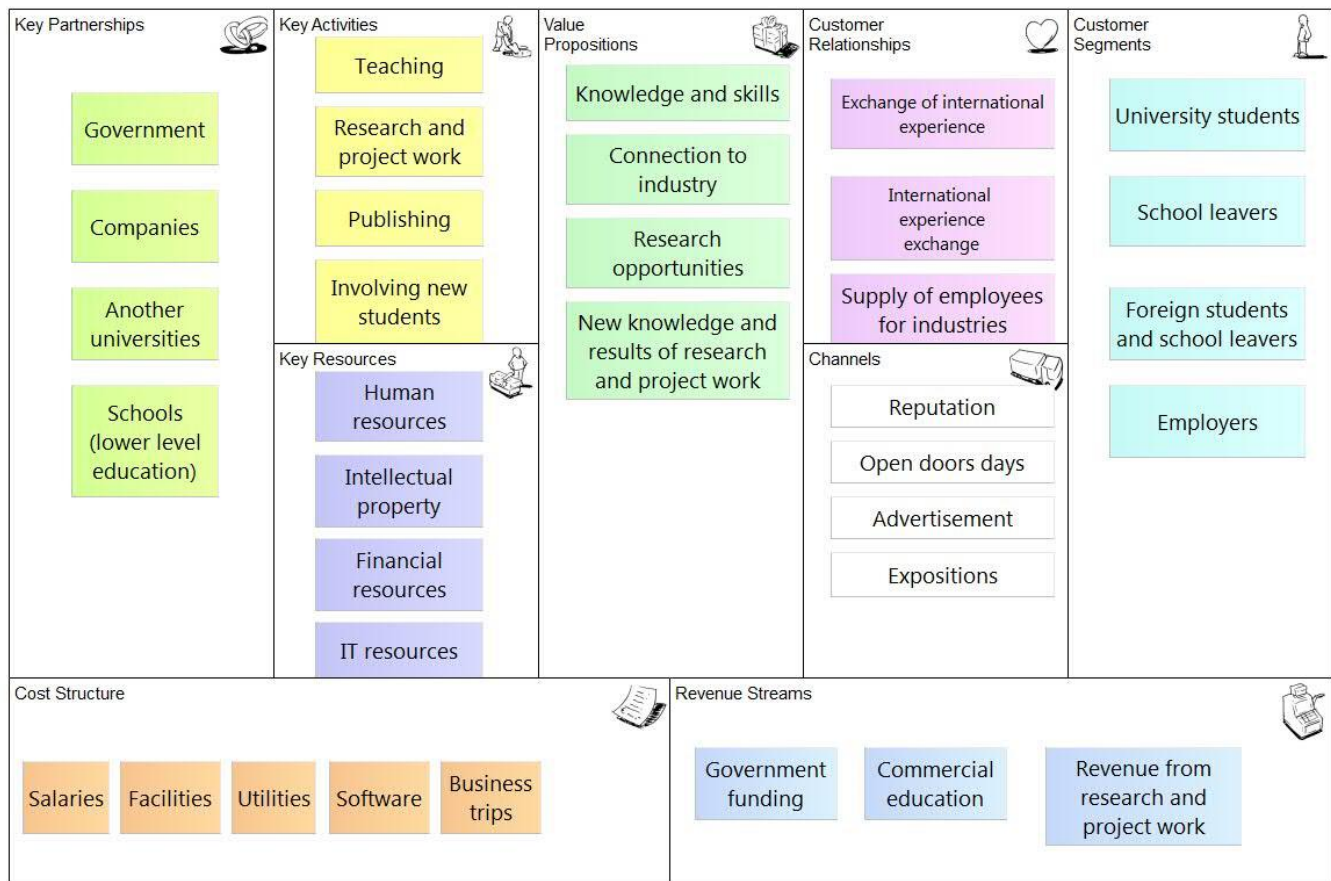 Key Partnerships
Government
Companies
Another
universities
Schools
(lower level
education)
Key Activities
Teaching
Research and
project work
Publishing
Involving new
students
Key Resources
Human
resources
Intellectual
property
Financial
resources
IT resources
Value
Propositions
Knowledge and skills
Connection to
industry
Research
opportunities
New knowledge and
results of research
and project work
Customer
Relationships
Exchange of international
experience
International
experience
exchange
Supply of employees
for industries
Channels
Reputation
Open doors days
Advertisement
Expositions
Customer
Segments
University students
School leavers
Foreign students
and school leavers
Employers
Cost Structure
Salaries
Facilities
Utilities
Software
Business
trips
Revenue Streams
Government
funding
Commercial
education
Revenue from
research and
project work